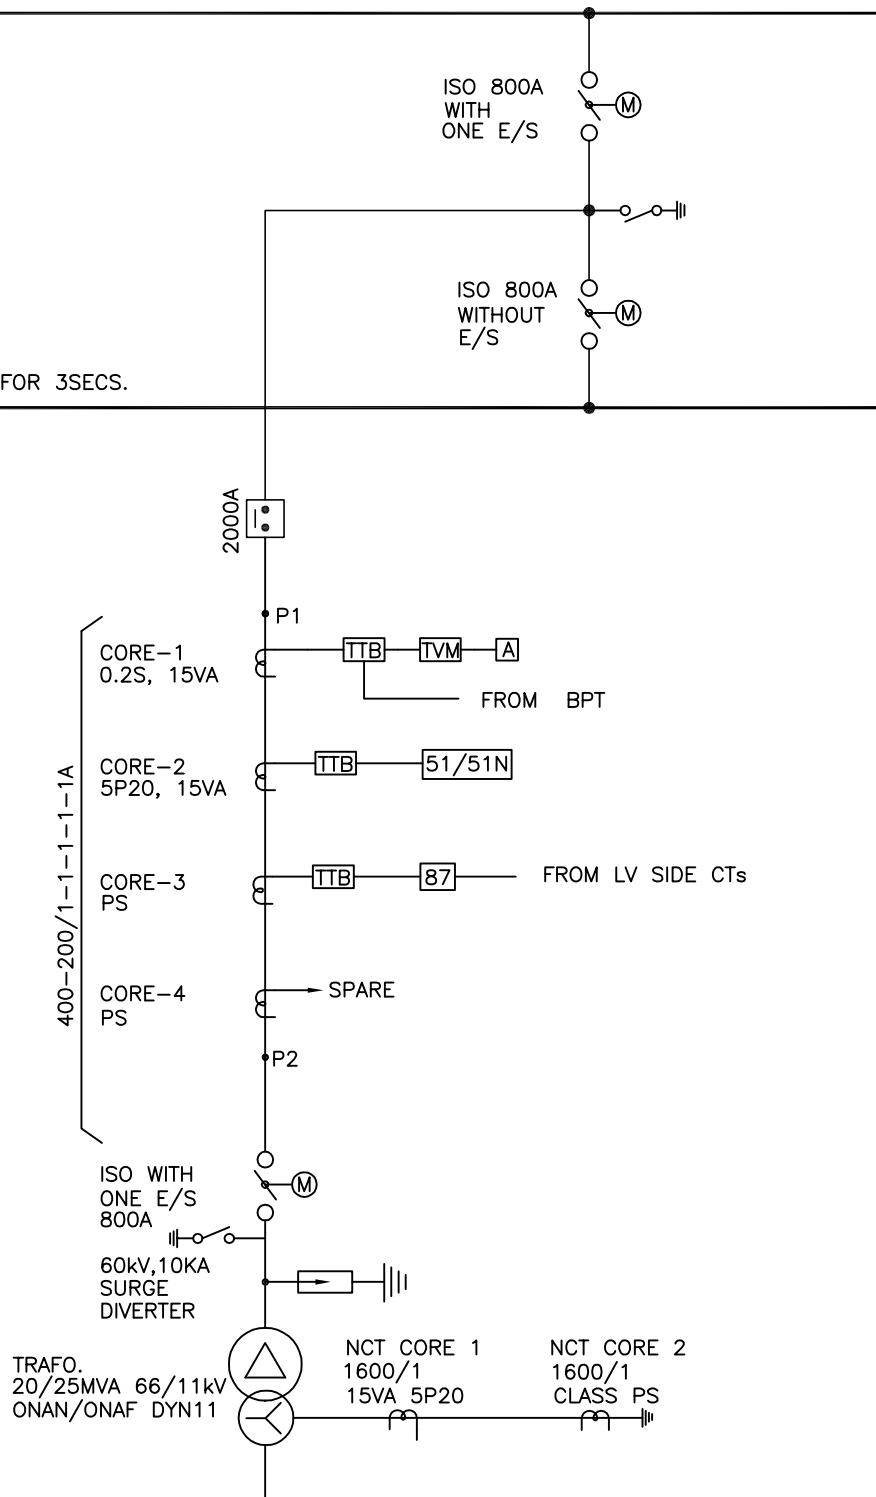 ISO 800A
WITH
ONE E/S
M
ISO 800A
WITHOUT
E/S
M
FOR 3SECS.
2000A
P1
CORE-1
0.2S, 15VA
TTB
TVM
A
FROM BPT
CORE-2
5P20, 15VA
TTB
51/51N
400-200/1-1-1-1-1-1A
CORE-3
PS
TTB
87
FROM LV SIDE CTs
CORE-4
PS
SPARE
P2
ISO WITH
ONE E/S
800A
M
60kV,10KA
SURGE
DIVERTER
TRAFO.
20/25MVA 66/11kV
ONAN/ONAF DYN11
NCT CORE 1
1600/1
15VA 5P20
NCT CORE 2
1600/1
CLASS PS